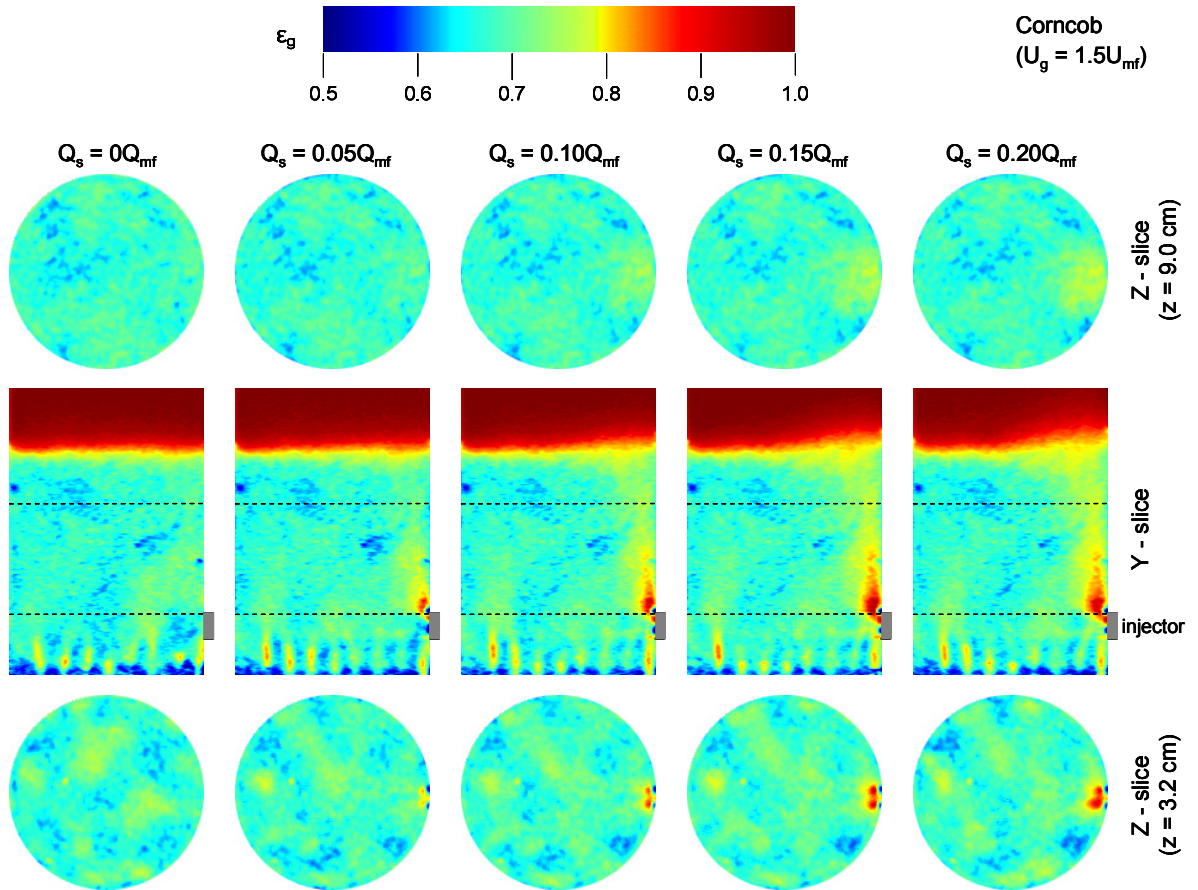 εg
0.5 0.6 0.7 0.8 0.9 1.0
Corncob
(Ug = 1.5Umf)
Qs = 0Qmf Qs = 0.05Qmf Qs = 0.10Qmf Qs = 0.15Qmf Qs = 0.20Qmf
Z - slice
(z = 9.0 cm)
Y - slice
injector
Z - slice
(z = 3.2 cm)